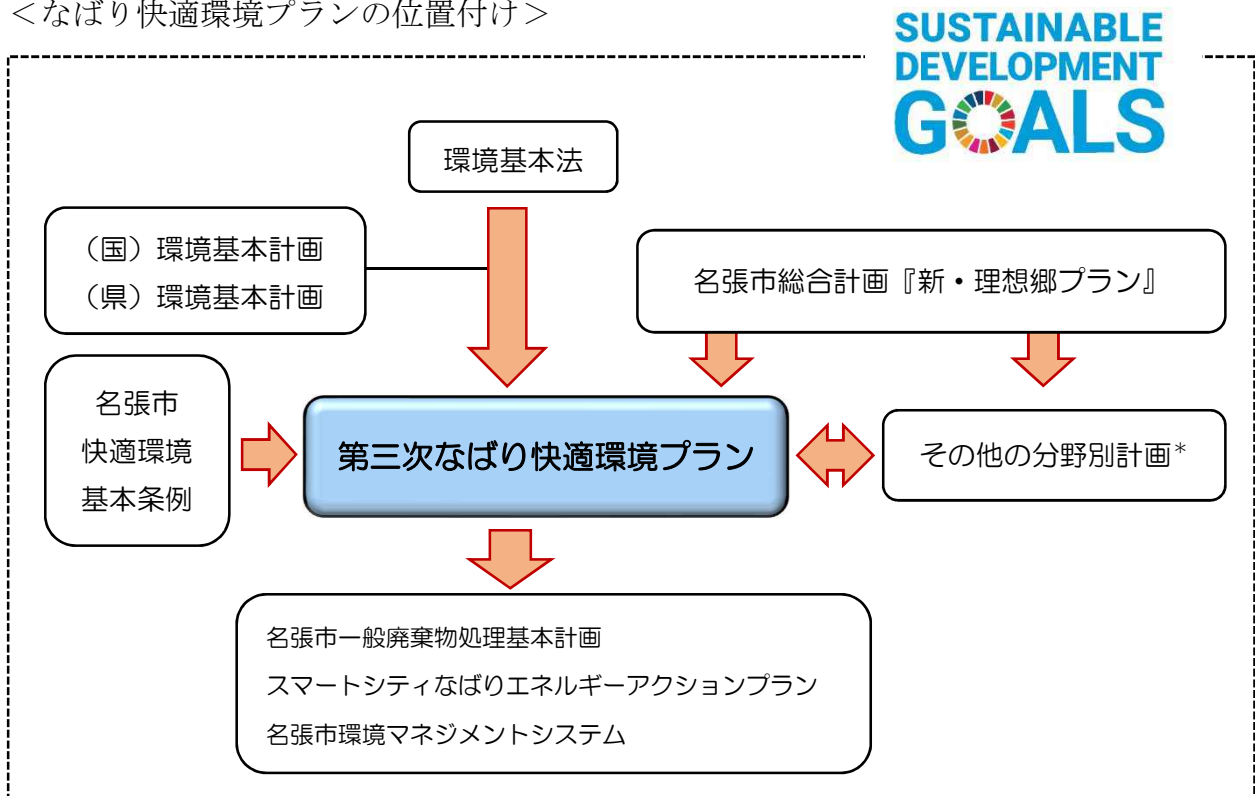 ＜なばり快適環境プランの位置付け＞
SUSTAINABLE
DEVELOPMENT
GOALS
環境基本法
（国）環境基本計画
（県）環境基本計画
名張市総合計画『新・理想郷プラン』
名張市
快適環境
基本条例
第三次なばり快適環境プラン
その他の分野別計画*
名張市一般廃棄物処理基本計画
スマートシティなばりエネルギーアクションプラン
名張市環境マネジメントシステム